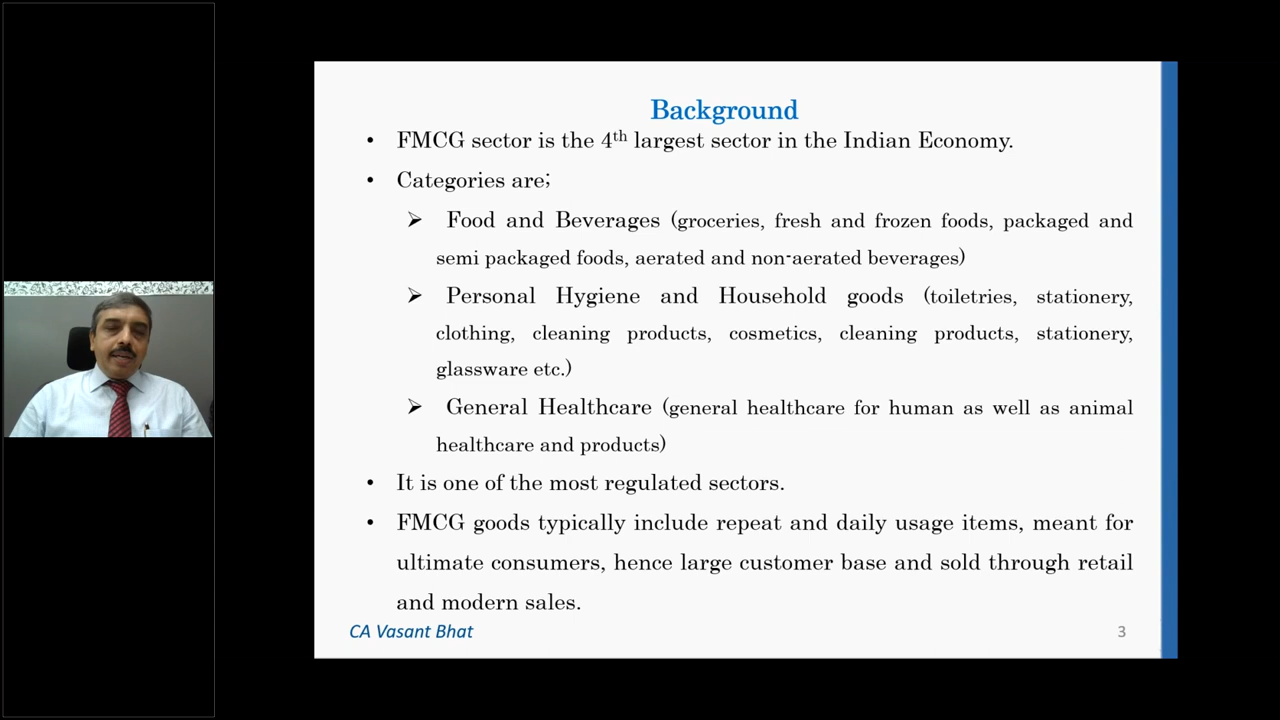 Background
• FMCG sector is the 4th largest sector in the Indian Economy.
• Categories are;
➢ Food and Beverages (groceries, fresh and frozen foods, packaged and
semi packaged foods, aerated and non-aerated beverages)
➢ Personal Hygiene and Household goods (toiletries, stationery,
clothing, cleaning products, cosmetics, cleaning products, stationery,
glassware etc.)
➢ General Healthcare (general healthcare for human as well as animal
healthcare and products)
• It is one of the most regulated sectors.
• FMCG goods typically include repeat and daily usage items, meant for
ultimate consumers, hence large customer base and sold through retail
and modern sales.
CA Vasant Bhat
3